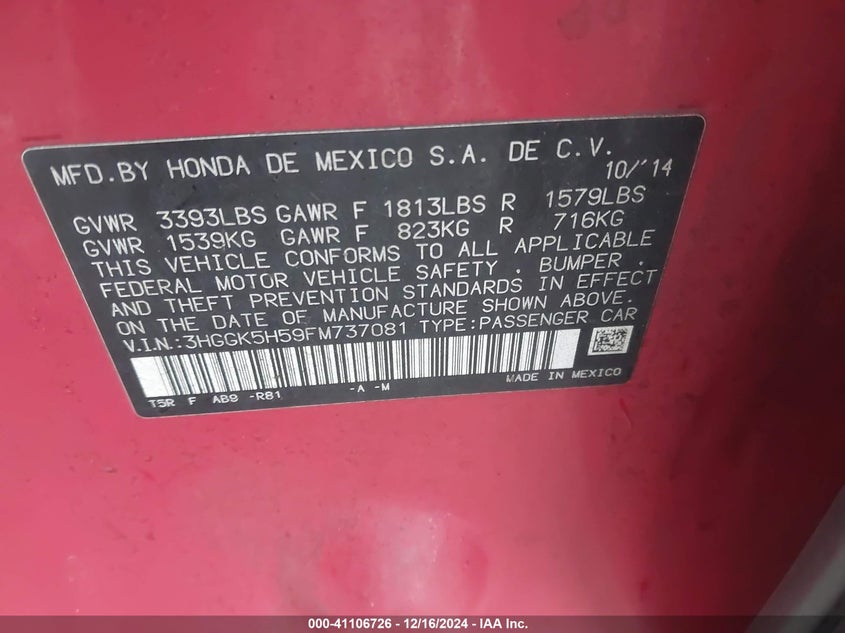 MFD.BY HONDA DE MEXICO S.A. DE C.V.
10/'14
GVWR 3393LBS GAWR F 1813LBS R 1579LBS
GVWR 1539KG GAWR F 823KG R 716KG
THIS VEHICLE CONFORMS TO ALL APPLICABLE
FEDERAL MOTOR VEHICLE SAFETY , BUMPER ,
AND THEFT PREVENTION STANDARDS IN EFFECT
ON THE DATE OF MANUFACTURE SHOWN ABOVE.
V.I.N.:3HGGK5H59FM737081 TYPE:PASSENGER CAR
T5R F AB9 -R81 -A -M MADE IN MEXICO
000-41106726 - 12/16/2024 - IAA Inc.